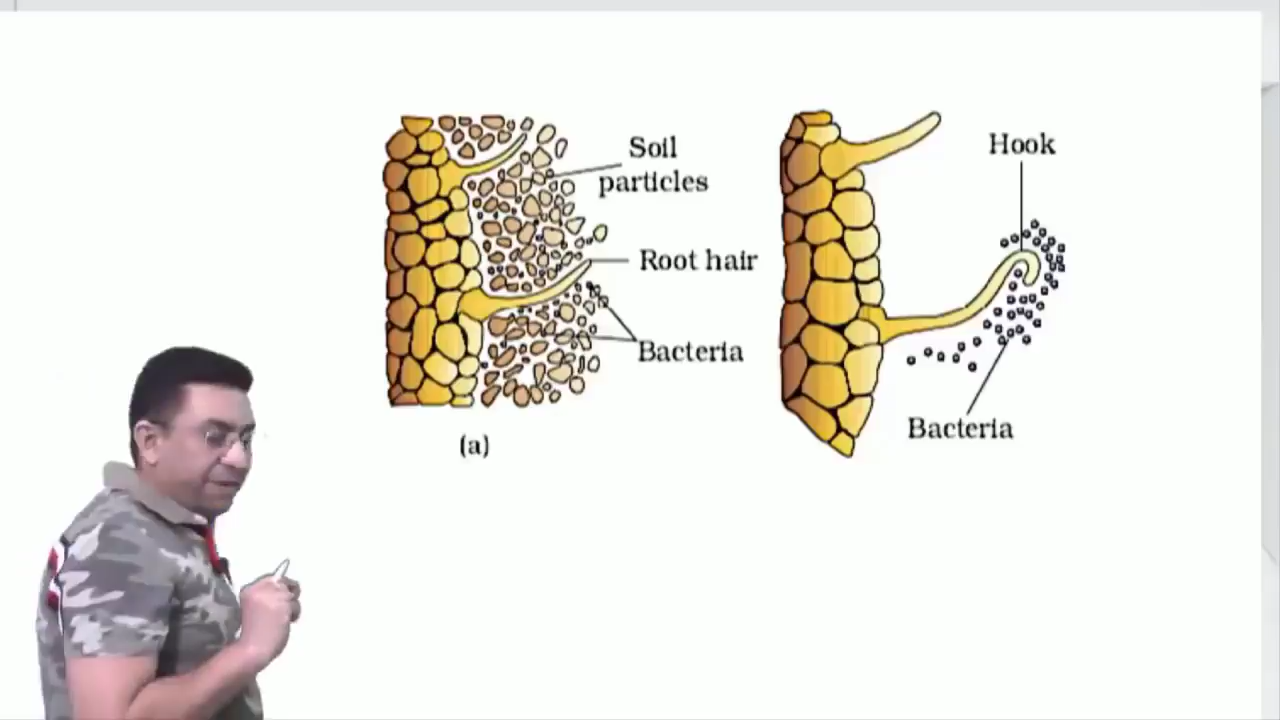 Soil
particles
Root hair
Bacteria
(a)
Hook
Bacteria